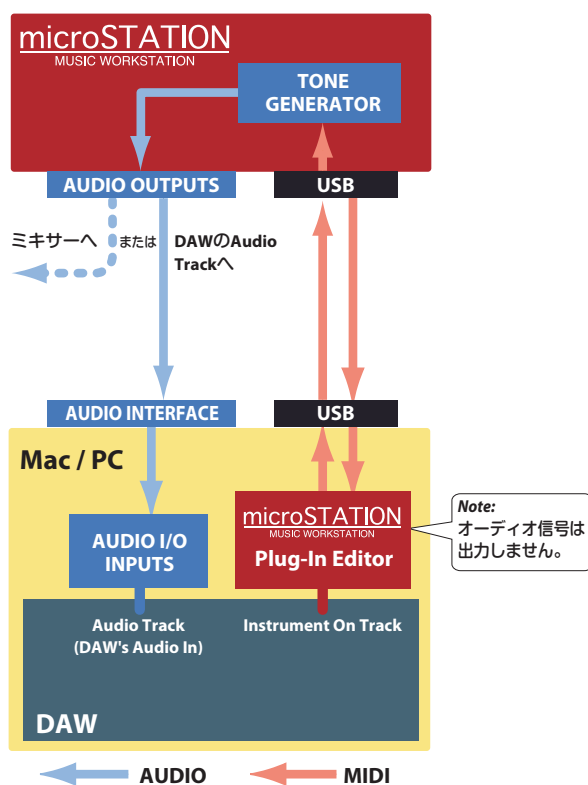 microSTATION
MUSIC WORKSTATION
TONE
GENERATOR
AUDIO OUTPUTS
USB
ミキサーへ
または
DAWのAudio
Trackへ
AUDIO INTERFACE
USB
Mac / PC
AUDIO I/O
INPUTS
microSTATION
MUSIC WORKSTATION
Plug-In Editor
Note:
オーディオ信号は
出力しません。
Audio Track
(DAW's Audio In)
Instrument On Track
DAW
AUDIO
MIDI